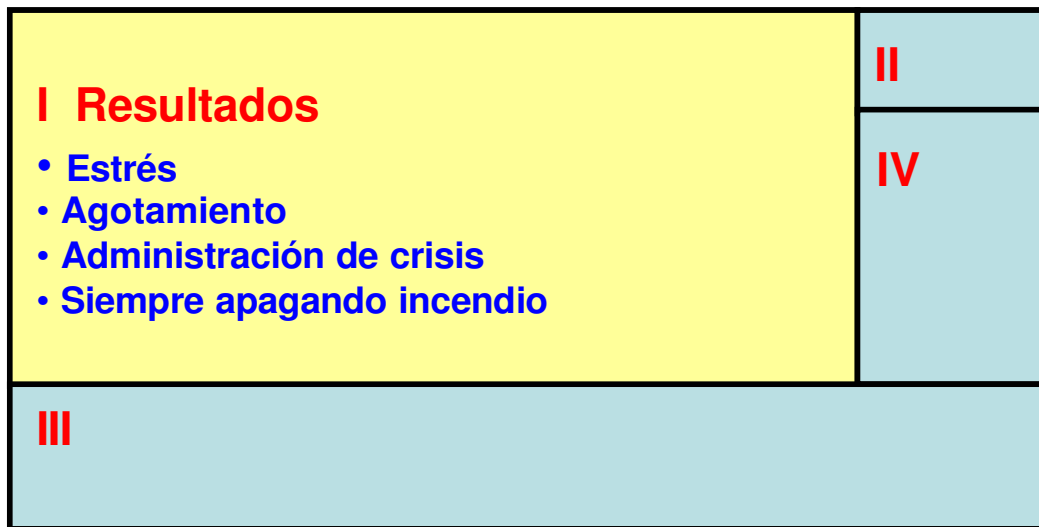 I Resultados
• Estrés
• Agotamiento
• Administración de crisis
• Siempre apagando incendio
II
IV
III